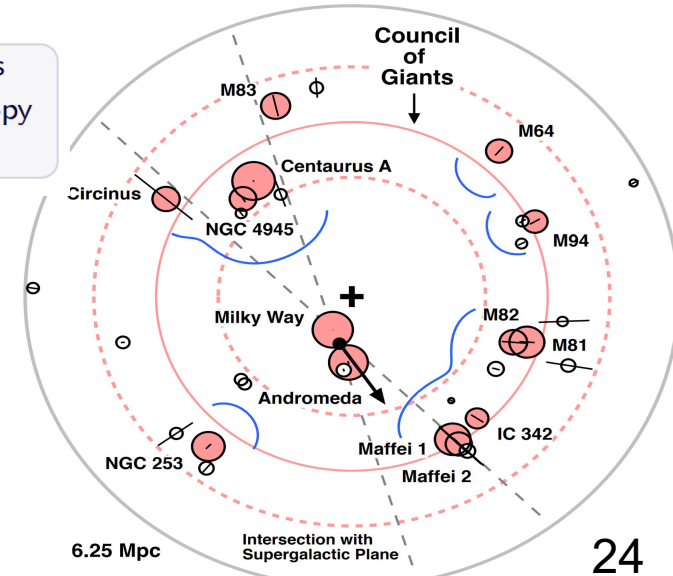 s
py
Council
of
Giants
M83
M64
Centaurus A
Circinus
NGC 4945
M94
Milky Way
M82
M81
Andromeda
IC 342
Maffei 1
NGC 253
Maffei 2
6.25 Mpc
Intersection with
Supergalactic Plane
24